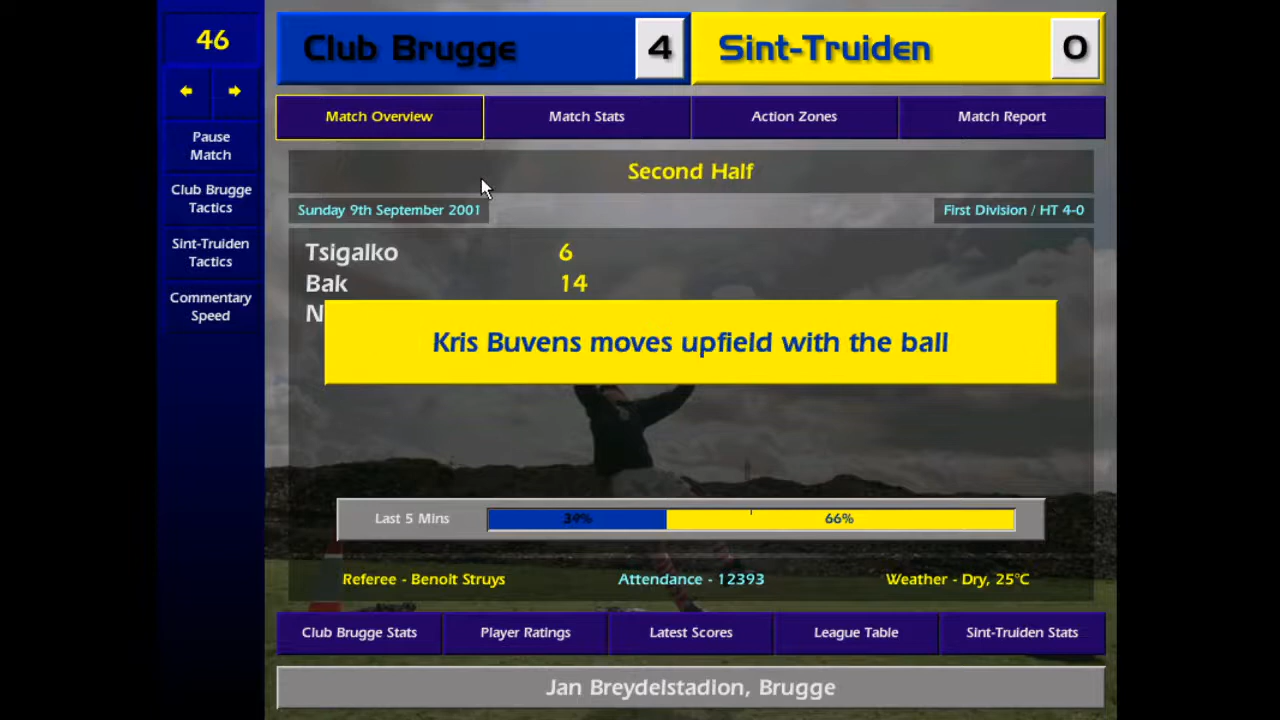 46
Club Brugge 4 Sint-Truiden 0
Match Overview Match Stats Action Zones Match Report
Pause
Match
Second Half
Club Brugge
Tactics
Sunday 9th September 2001 First Division / HT 4-0
Sint-Truiden
Tactics
Tsigalko 6
Bak 14
Commentary
Speed
N
Kris Buvens moves upfield with the ball
Last 5 Mins 34% 66%
Referee - Benoît Struys Attendance - 12393 Weather - Dry, 25°C
Club Brugge Stats Player Ratings Latest Scores League Table Sint-Truiden Stats
Jan Breydelstadion, Brugge